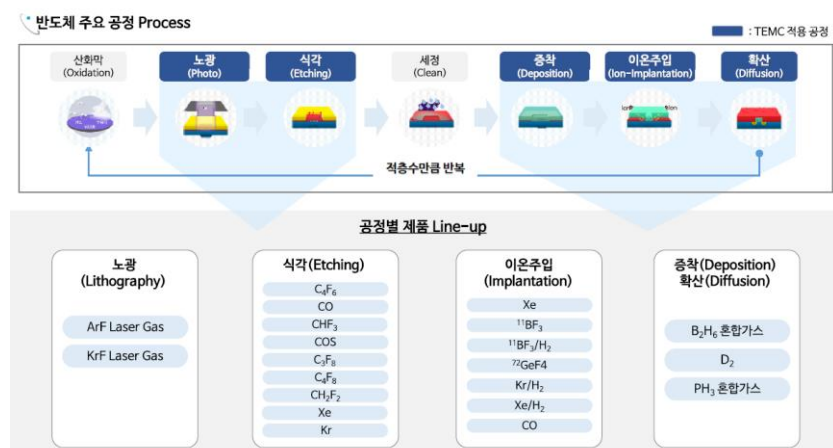 반도체 주요 공정 Process
: TEMC 적용 공정
산화막
(Oxidation)
노광
(Photo)
식각
(Etching)
세정
(Clean)
증착
(Deposition)
이온주입
(Ion-Implantation)
확산
(Diffusion)
적층수만큼 반복
공정별 제품 Line-up
노광
(Lithography)
ArF Laser Gas
KrF Laser Gas
식각(Etching)
C₄F₆
CO
CHF₃
COS
C₃F₈
C₄F₈
CH₂F₂
Xe
Kr
이온주입
(Implantation)
Xe
¹¹BF₃
¹¹BF₃/H₂
⁷²GeF4
Kr/H₂
Xe/H₂
CO
증착(Deposition)
확산(Diffusion)
B₂H₆ 혼합가스
D₂
PH₃ 혼합가스